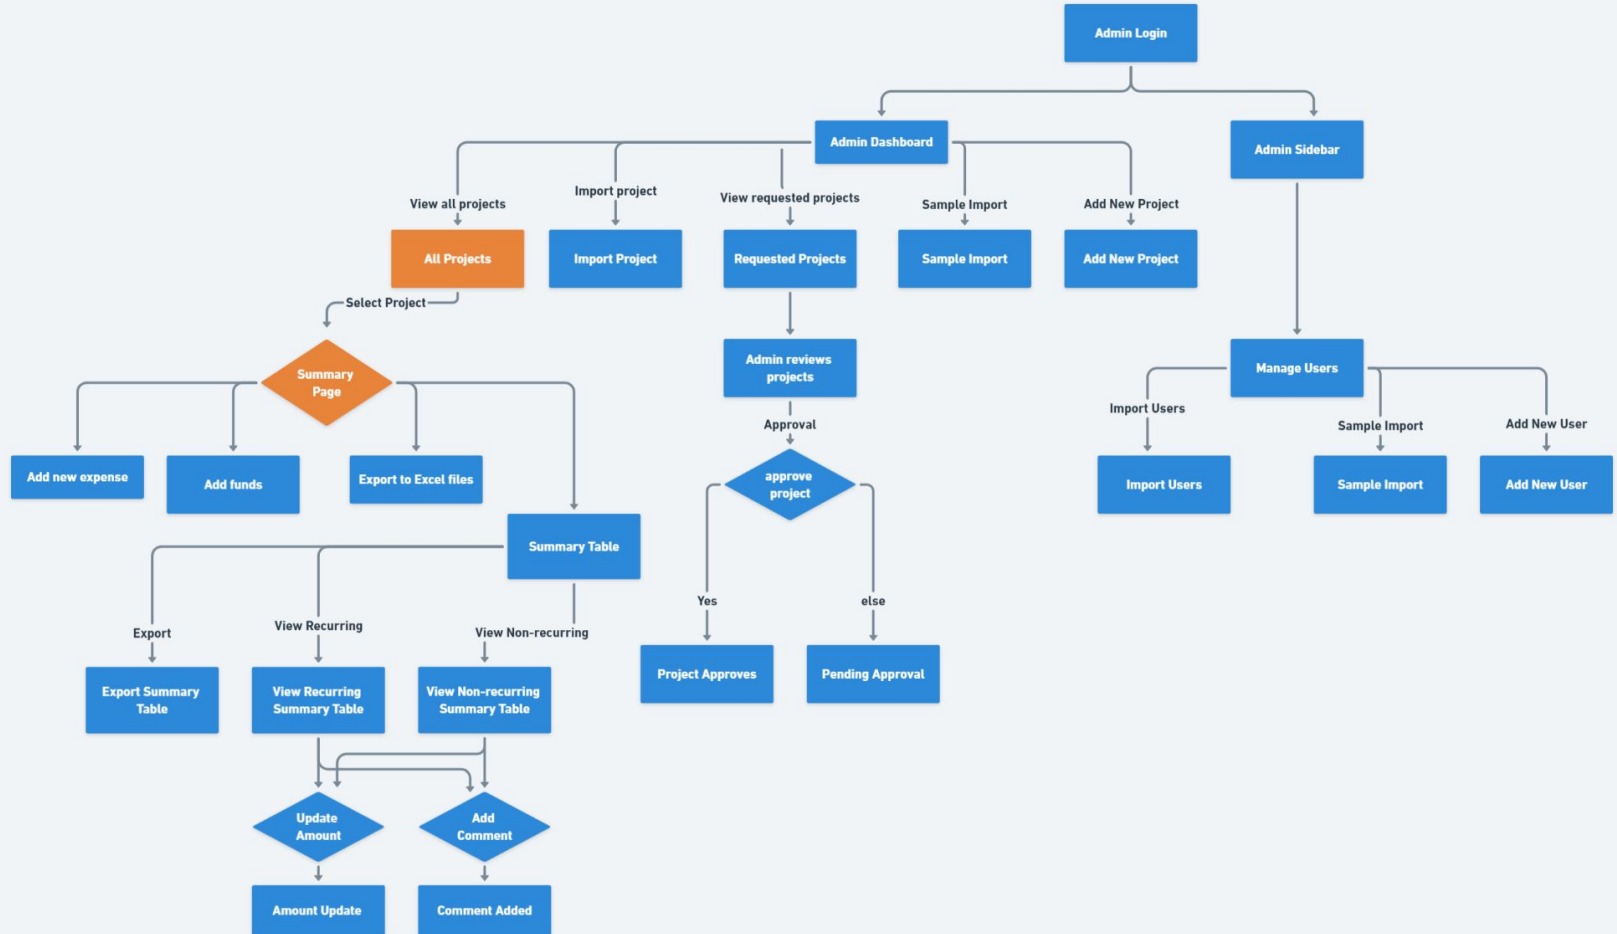 Admin Login
Admin Dashboard
Admin Sidebar
View all projects
Import project
View requested projects
Sample Import
Add New Project
All Projects
Import Project
Requested Projects
Sample Import
Add New Project
Select Project
Summary
Page
Admin reviews
projects
Manage Users
Approval
Import Users
Sample Import
Add New User
Add new expense
Add funds
Export to Excel files
approve
project
Import Users
Sample Import
Add New User
Summary Table
Yes
else
Export
View Recurring
View Non-recurring
Export Summary
Table
View Recurring
Summary Table
View Non-recurring
Summary Table
Project Approves
Pending Approval
Update
Amount
Add
Comment
Amount Update
Comment Added